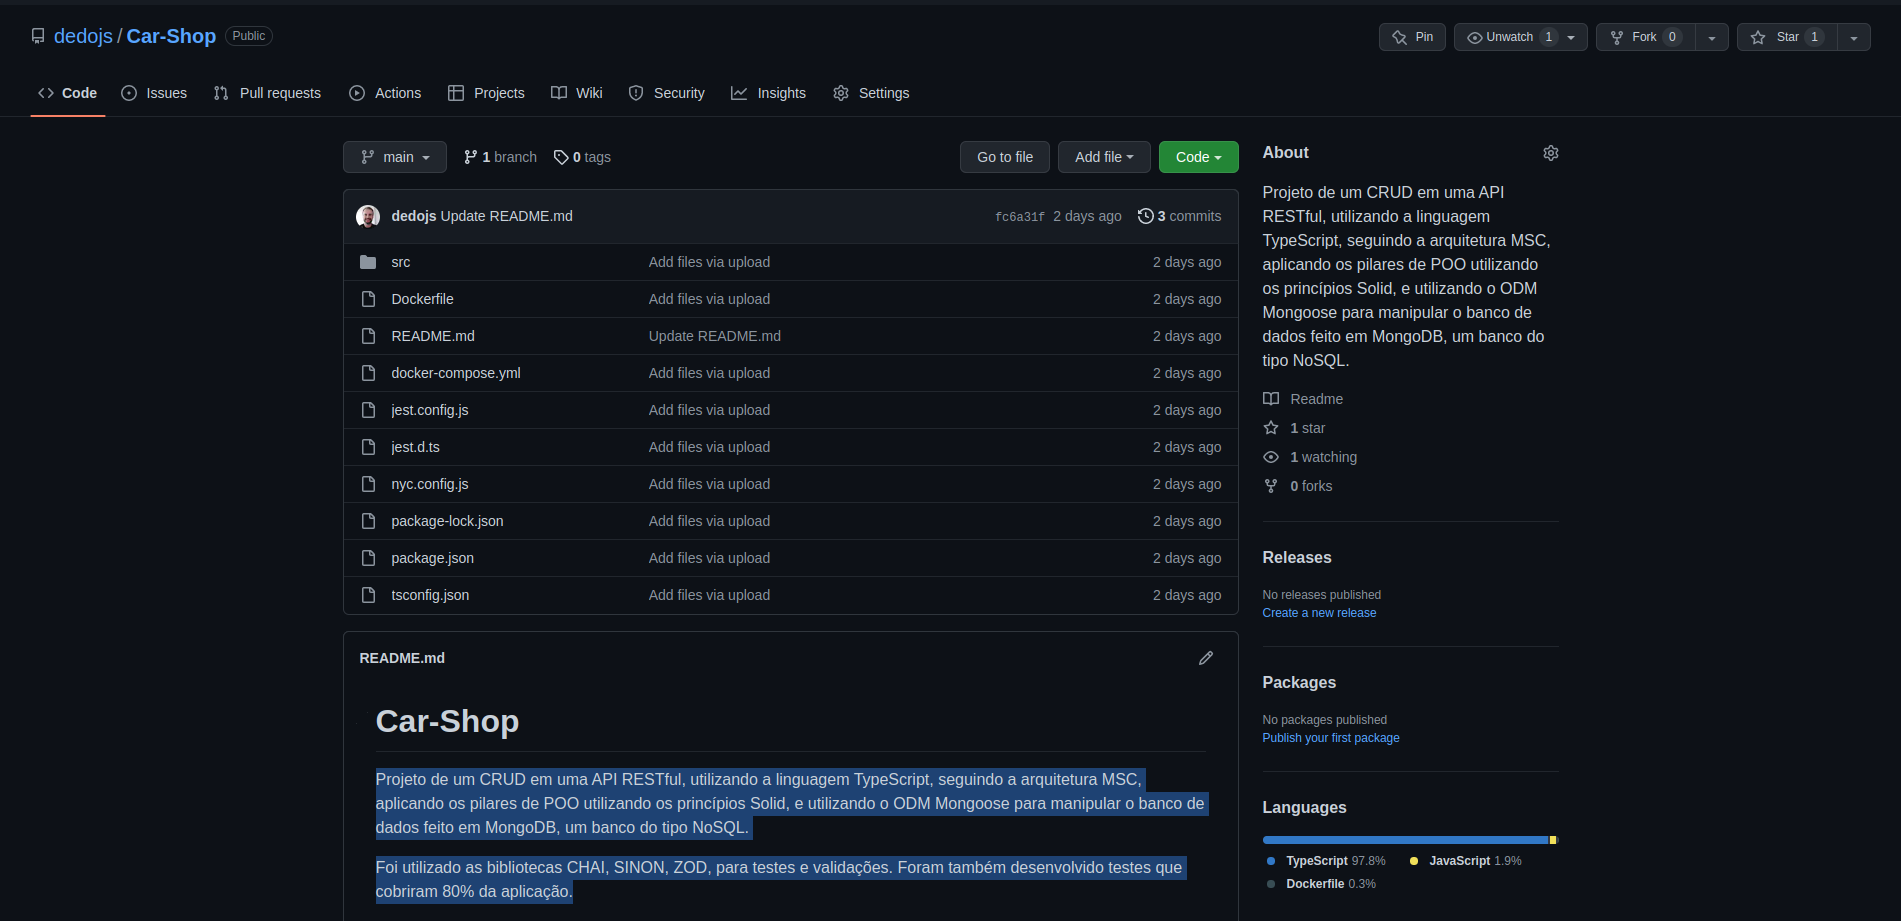 dedojs / Car-Shop Public
Pin Unwatch 1 Fork 0 Star 1
Code Issues Pull requests Actions Projects Wiki Security Insights Settings
main 1 branch 0 tags Go to file Add file Code
dedojs Update README.md fc6a31f 2 days ago 3 commits
src Add files via upload 2 days ago
Dockerfile Add files via upload 2 days ago
README.md Update README.md 2 days ago
docker-compose.yml Add files via upload 2 days ago
jest.config.js Add files via upload 2 days ago
jest.d.ts Add files via upload 2 days ago
nyc.config.js Add files via upload 2 days ago
package-lock.json Add files via upload 2 days ago
package.json Add files via upload 2 days ago
tsconfig.json Add files via upload 2 days ago
README.md
Car-Shop
Projeto de um CRUD em uma API RESTful, utilizando a linguagem TypeScript, seguindo a arquitetura MSC,
aplicando os pilares de POO utilizando os princípios Solid, e utilizando o ODM Mongoose para manipular o banco de
dados feito em MongoDB, um banco do tipo NoSQL.
Foi utilizado as bibliotecas CHAI, SINON, ZOD, para testes e validações. Foram também desenvolvido testes que
cobriram 80% da aplicação.
About
Projeto de um CRUD em uma API
RESTful, utilizando a linguagem
TypeScript, seguindo a arquitetura MSC,
aplicando os pilares de POO utilizando
os princípios Solid, e utilizando o ODM
Mongoose para manipular o banco de
dados feito em MongoDB, um banco do
tipo NoSQL.
Readme
1 star
1 watching
0 forks
Releases
No releases published
Create a new release
Packages
No packages published
Publish your first package
Languages
TypeScript 97.8% JavaScript 1.9%
Dockerfile 0.3%